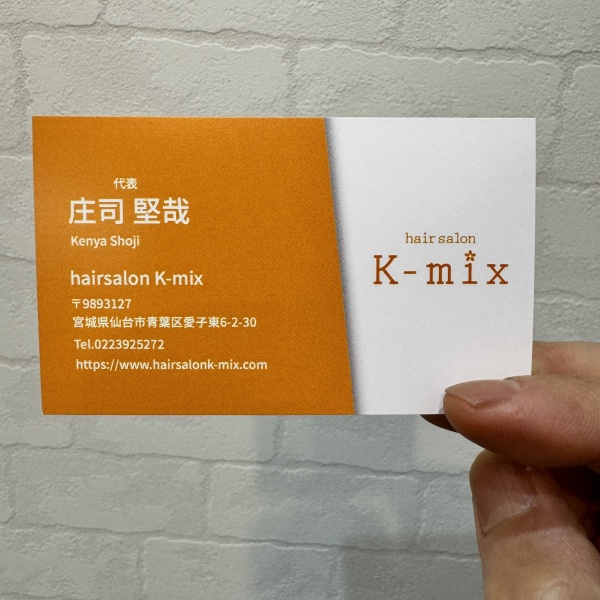 代表
庄司 堅哉
Kenya Shoji
hairsalon K-mix
〒9893127
宮城県仙台市青葉区愛子東6-2-30
Tel.0223925272
https://www.hairsalonk-mix.com
hair salon
K-mix